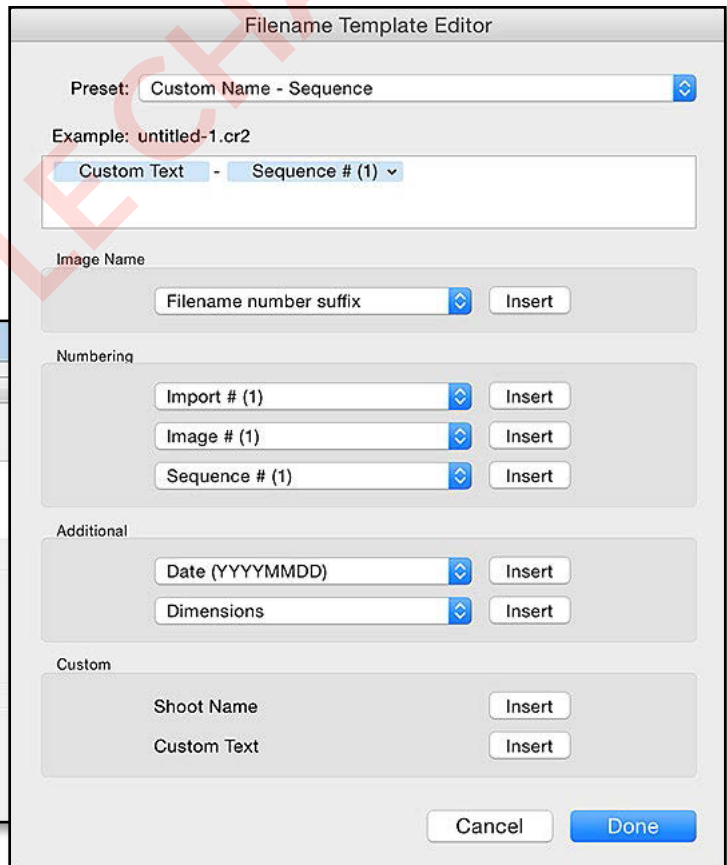 Filename Template Editor
Preset: Custom Name - Sequence
Example: untitled-1.cr2
Custom Text - Sequence # (1)
Image Name
Filename number suffix Insert
Numbering
Import # (1) Insert
Image # (1) Insert
Sequence # (1) Insert
Additional
Date (YYYYMMDD) Insert
Dimensions Insert
Custom
Shoot Name Insert
Custom Text Insert
Cancel Done
LE CHA